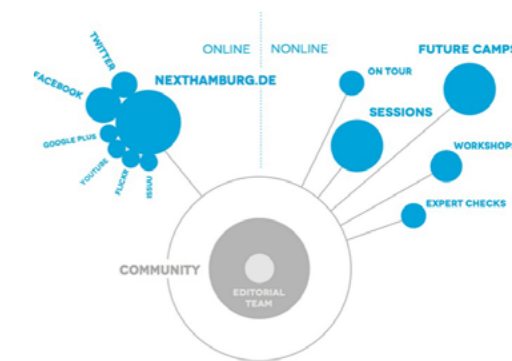 ONLINE
NONLINE
TWITTER
FACEBOOK
GOOGLE PLUS
YOUTUBE
FLICKR
ISSUU
NEXTHAMBURG.DE
FUTURE CAMPS
ON TOUR
SESSIONS
WORKSHOPS
EXPERT CHECKS
COMMUNITY
EDITORIAL
TEAM